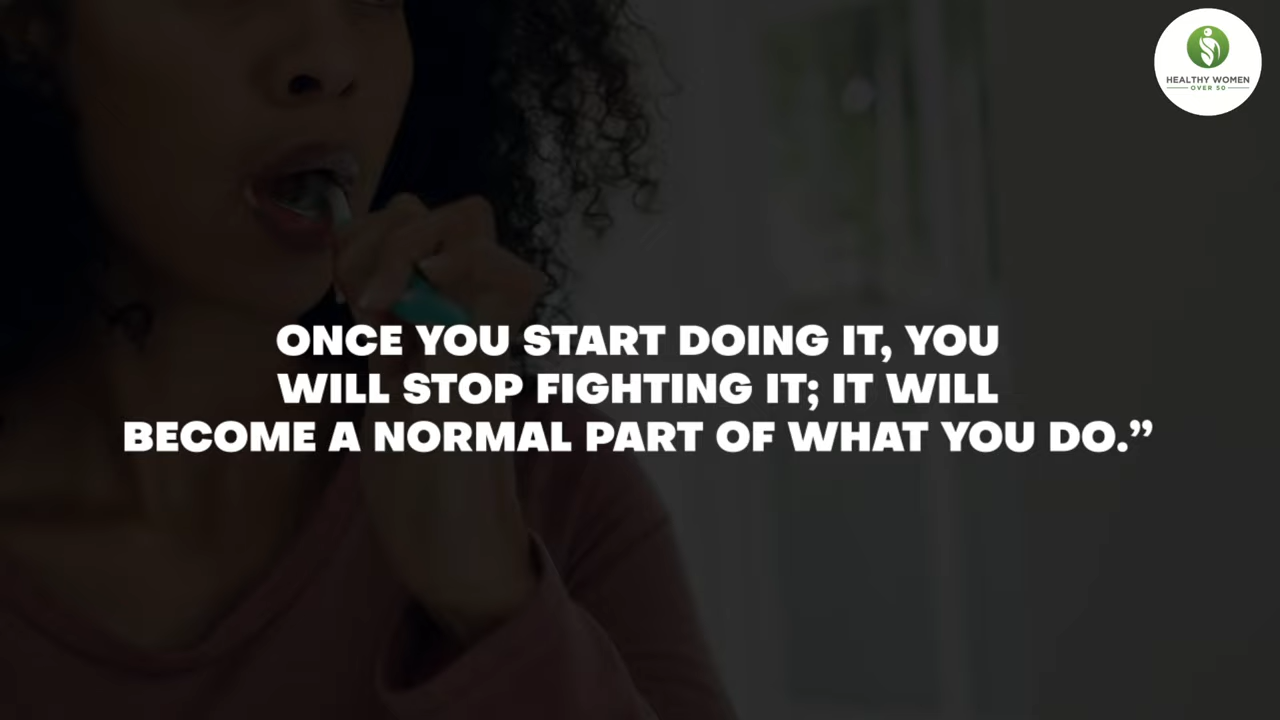 HEALTHY WOMEN
OVER 50
ONCE YOU START DOING IT, YOU
WILL STOP FIGHTING IT; IT WILL
BECOME A NORMAL PART OF WHAT YOU DO.”